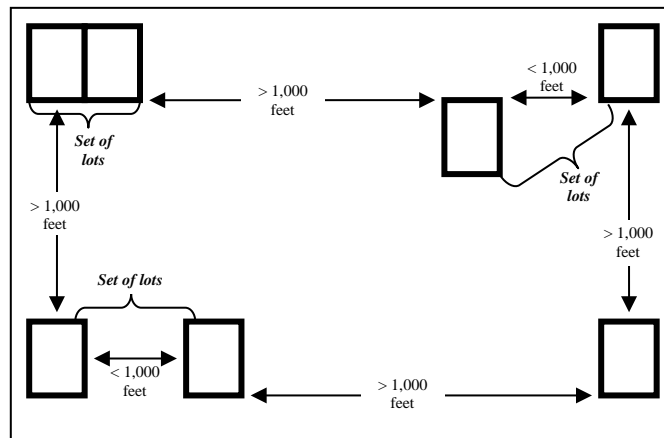 < 1,000
feet
> 1,000
feet
Set of
lots
Set of
lots
> 1,000
feet
> 1,000
feet
Set of lots
< 1,000
feet
> 1,000
feet